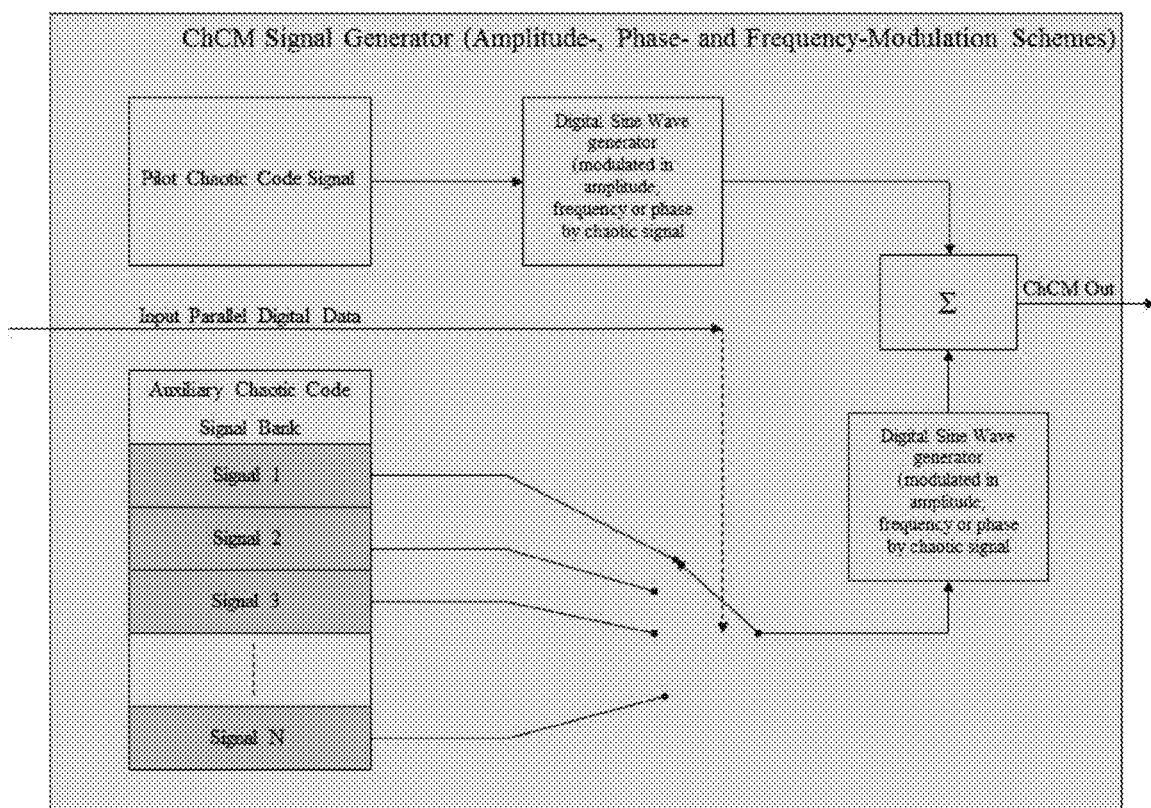 ChCM Signal Generator (Amplitude-, Phase- and Frequency-Modulation Schemes)
Pilot Chaotic Code Signal
Digital Sine Wave
generator
(modulated in
amplitude,
frequency or phase
by chaotic signal
Σ
ChCM Out
Input Parallel Digital Data
Auxiliary Chaotic Code
Signal Bank
Signal 1
Signal 2
Signal 3
Signal N
Digital Sine Wave
generator
(modulated in
amplitude,
frequency or phase
by chaotic signal